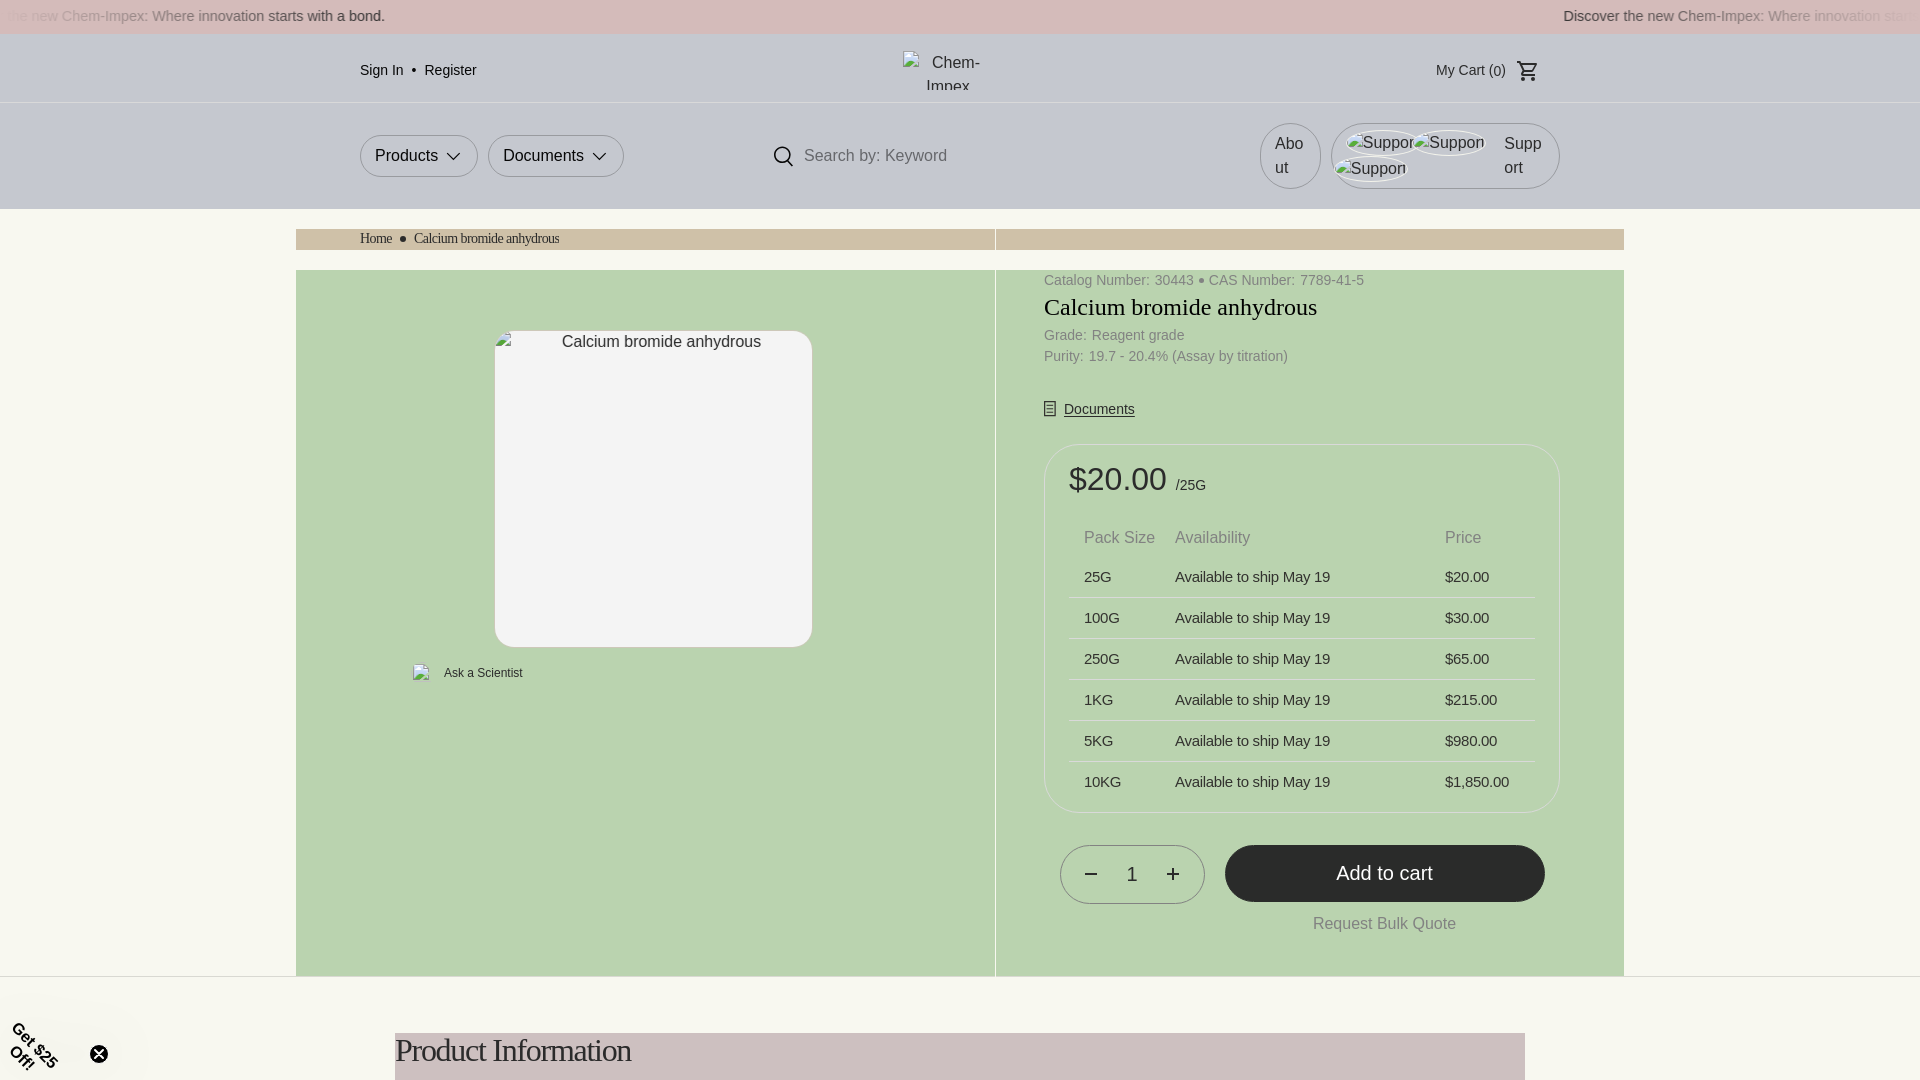 he new Chem-Impex: Where innovation starts with a bond.
Discover the new Chem-Impex: Where innovation star
Sign In • Register
Chem-
Impex
My Cart (0)
Products
Documents
Search by: Keyword
Abo
ut
Suppor
Support
Support
Supp
ort
Home • Calcium bromide anhydrous
Calcium bromide anhydrous
Ask a Scientist
Catalog Number: 30443 • CAS Number: 7789-41-5
Calcium bromide anhydrous
Grade: Reagent grade
Purity: 19.7 - 20.4% (Assay by titration)
Documents
$20.00 /25G
Pack Size Availability Price
25G Available to ship May 19 $20.00
100G Available to ship May 19 $30.00
250G Available to ship May 19 $65.00
1KG Available to ship May 19 $215.00
5KG Available to ship May 19 $980.00
10KG Available to ship May 19 $1,850.00
1
Add to cart
Request Bulk Quote
Get $25
Off!
Product Information